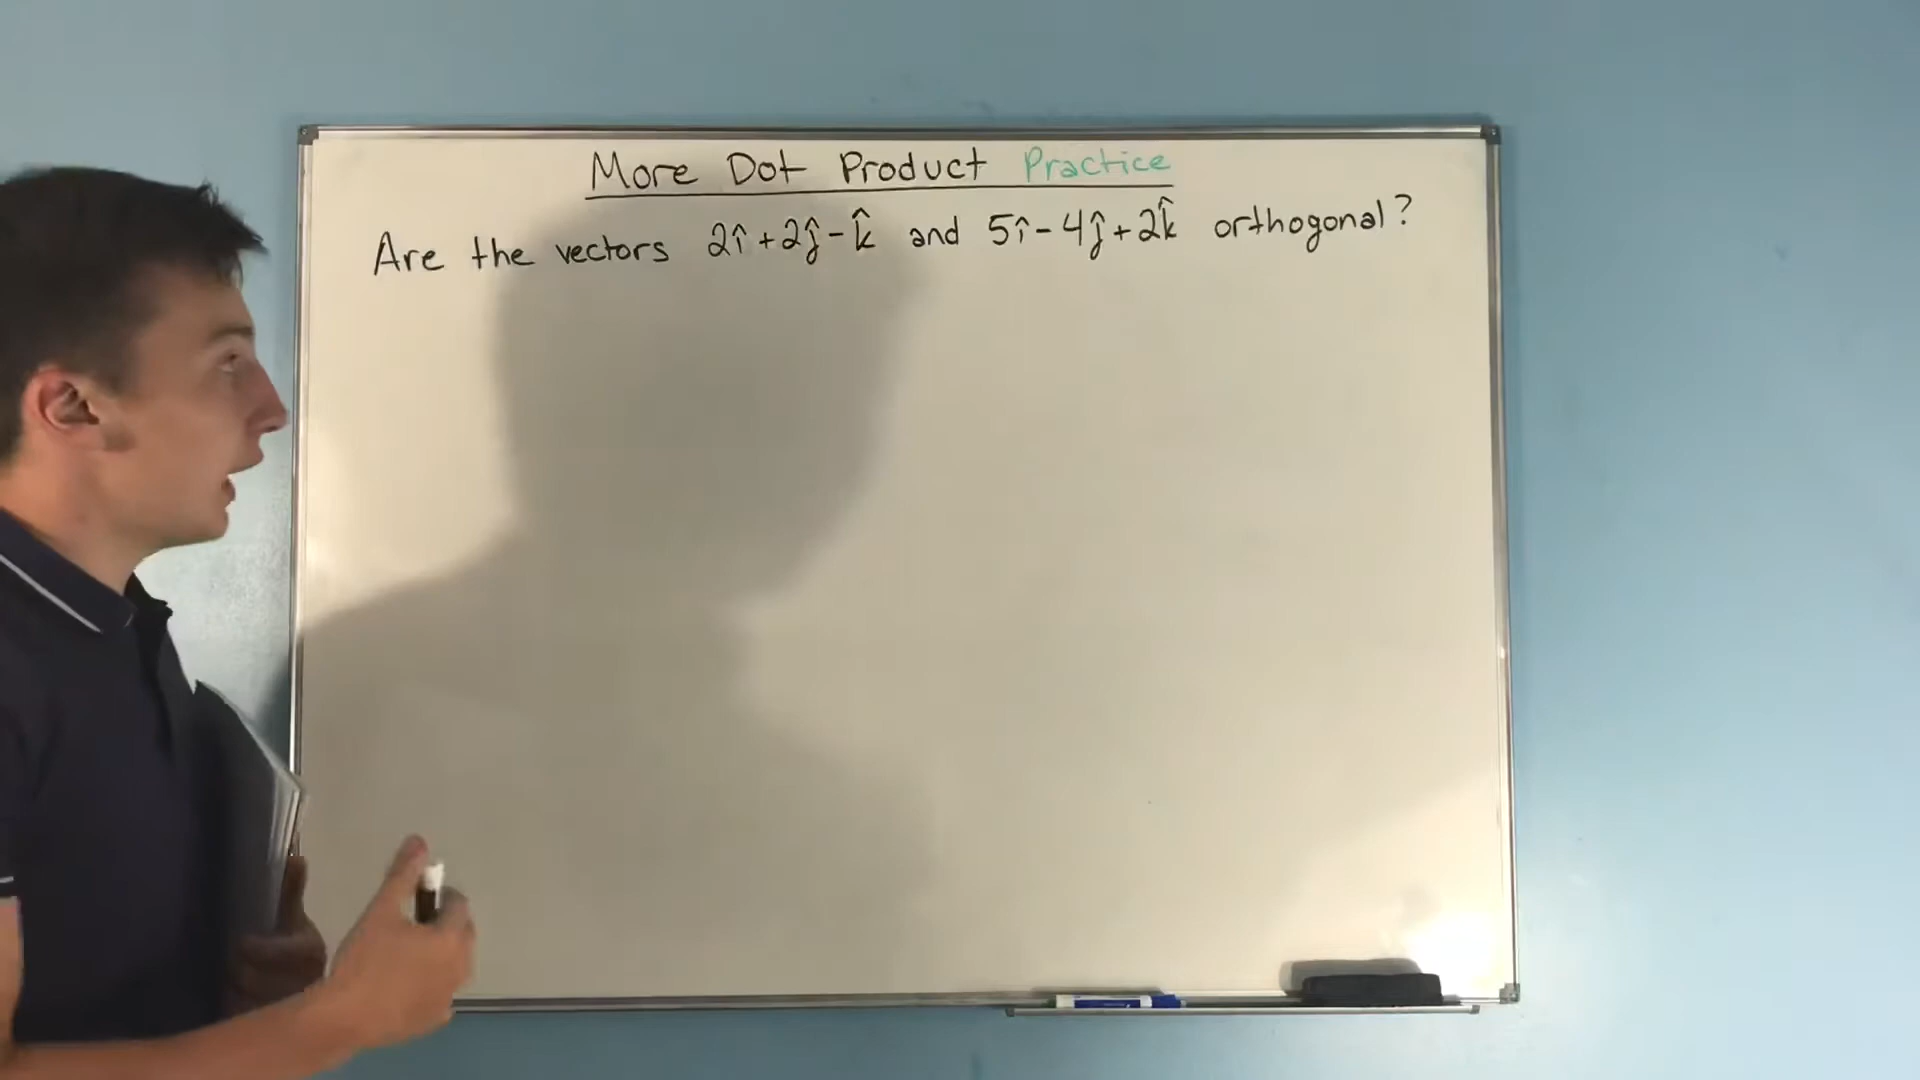 More Dot Product Practice
Are the vectors 2î + 2ĵ - k̂ and 5î - 4ĵ + 2k̂ orthogonal?